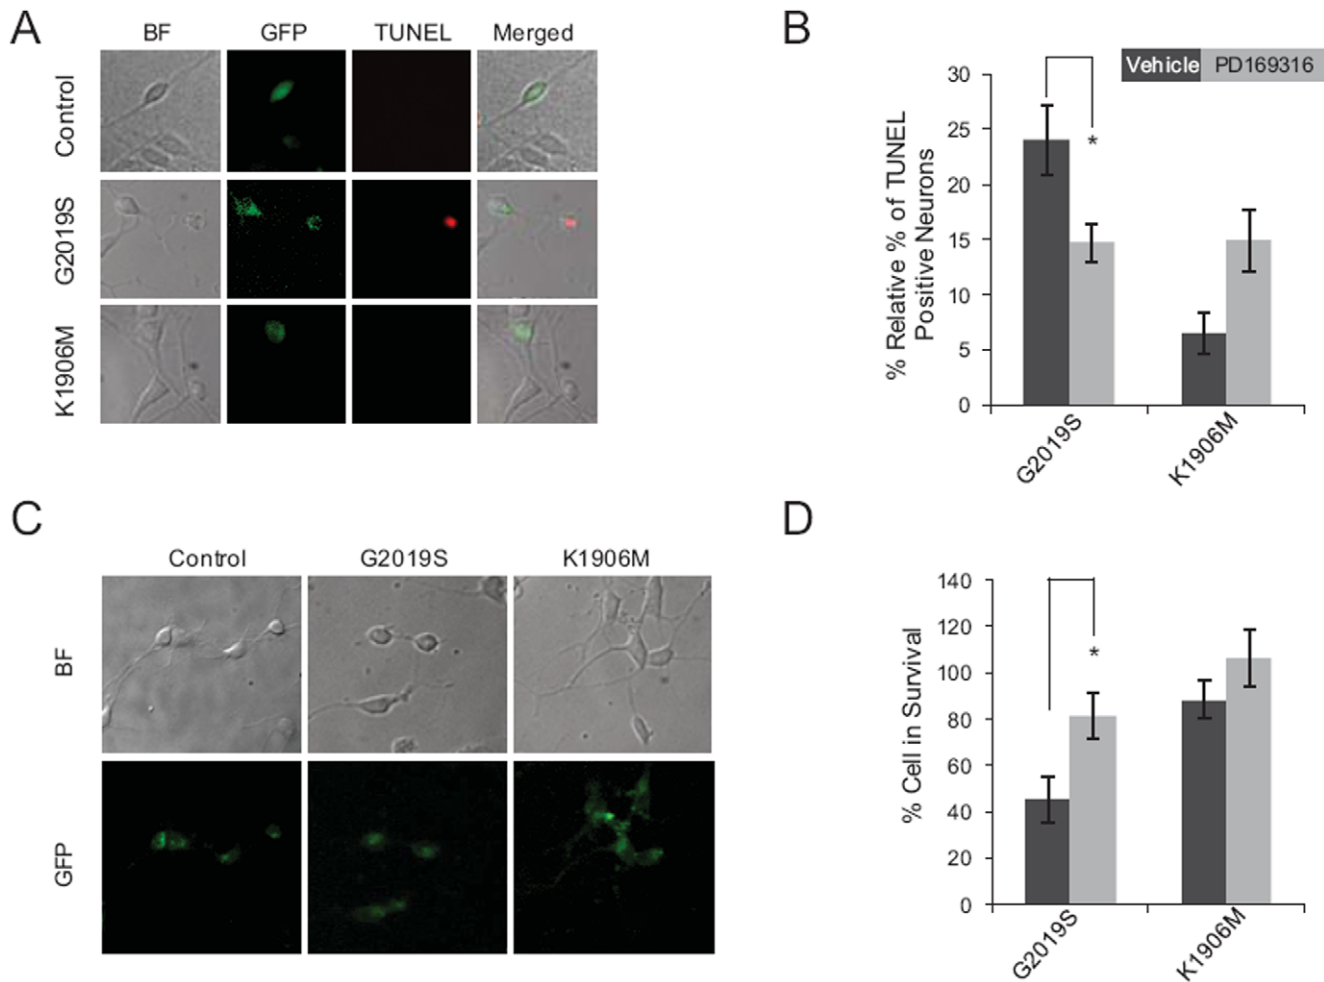 A
BF GFP TUNEL Merged
Control
G2019S
K1906M
B
Vehicle PD169316
% Relative % of TUNEL
Positive Neurons
30
25
20
15
10
5
0
*
G2019S
K1906M
C
Control G2019S K1906M
BF
GFP
D
% Cell in Survival
140
120
100
80
60
40
20
0
*
G2019S
K1906M